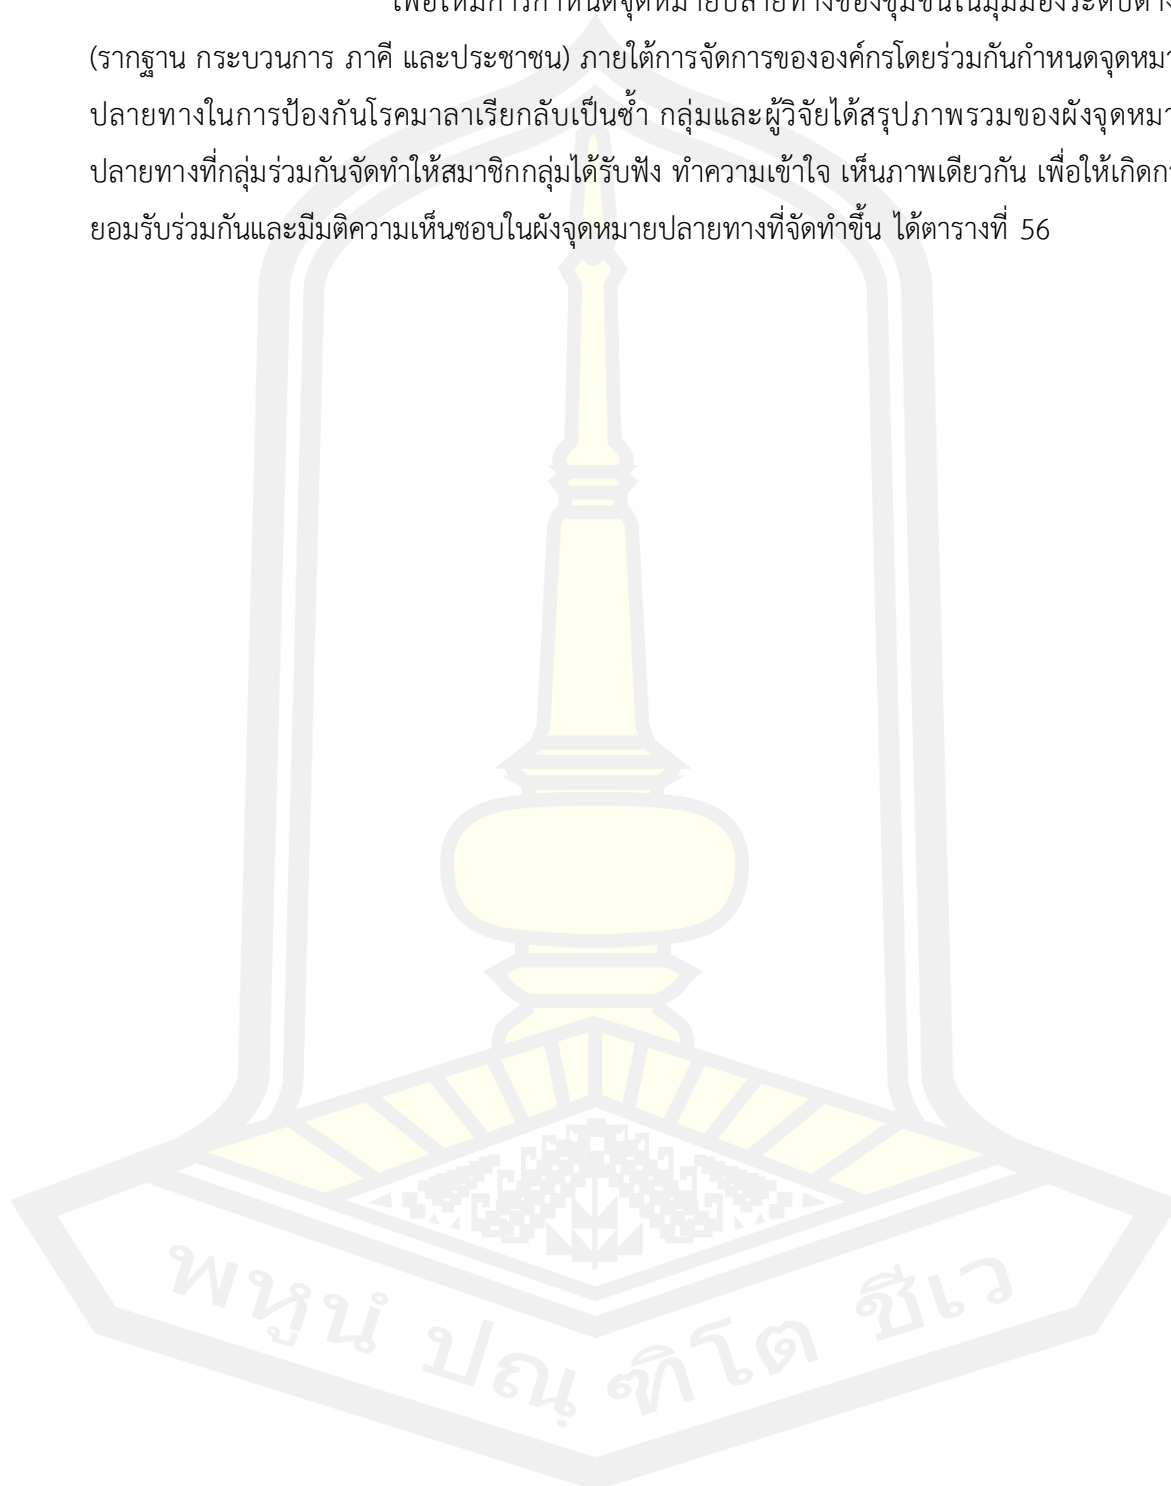 เพื่อให้มีการกำหนดจุดหมายปลายทางของชุมชนในมุมมองระดับต่าง
(รากฐาน กระบวนการ ภาคี และประชาชน) ภายใต้การจัดการขององค์กรโดยร่วมกันกำหนดจุดหมา
ปลายทางในการป้องกันโรคมาลาเรียกลับเป็นซ้ำ กลุ่มและผู้วิจัยได้สรุปภาพรวมของผังจุดหมา
ปลายทางที่กลุ่มร่วมกันจัดทำให้สมาชิกกลุ่มได้รับฟัง ทำความเข้าใจ เห็นภาพเดียวกัน เพื่อให้เกิดก
ยอมรับร่วมกันและมีมติความเห็นชอบในผังจุดหมายปลายทางที่จัดทำขึ้น ได้ตารางที่ 56
พหูนํ ปณฺฑิโต ชีเว